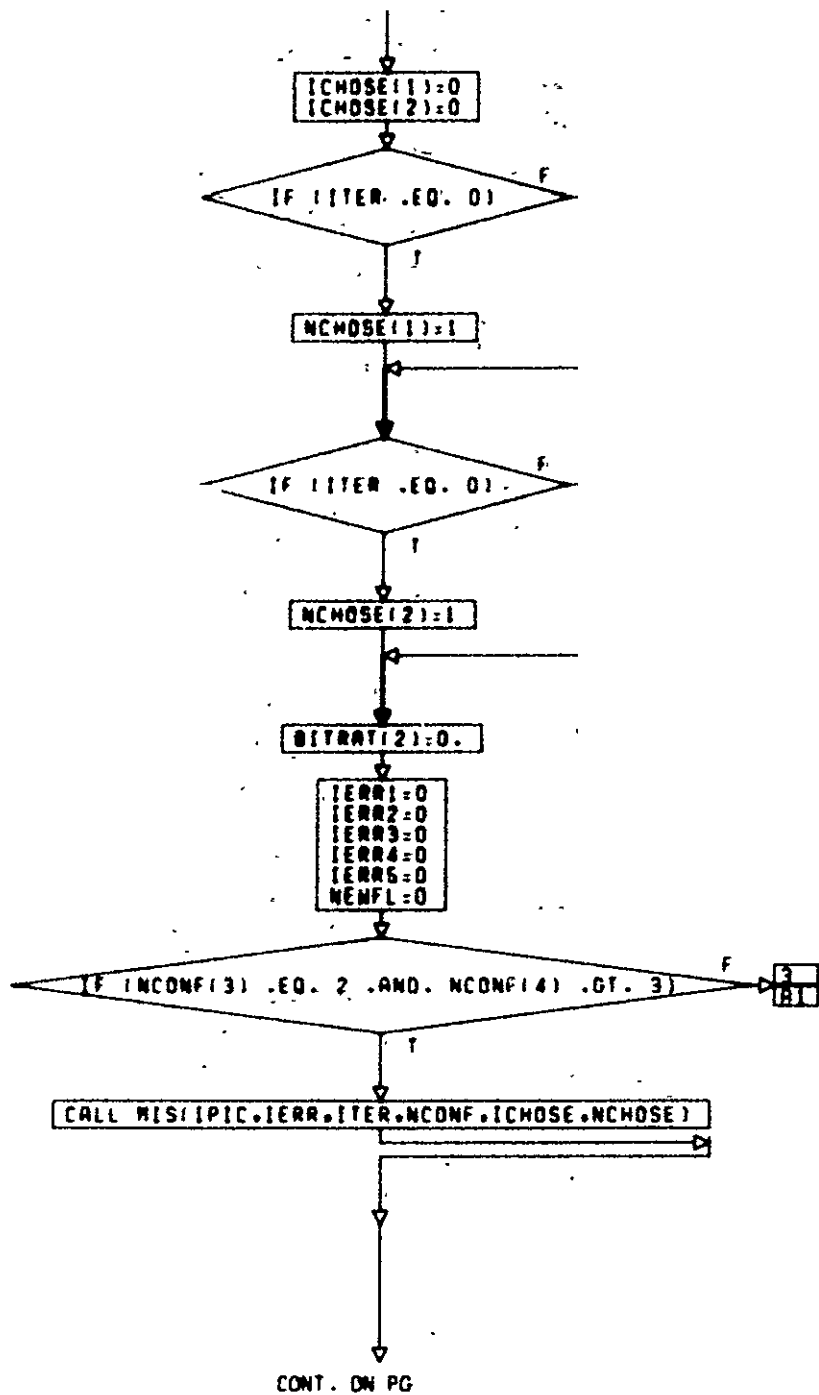 ICHOSE(1)=0
ICHOSE(2)=0
F
IF (ITER .EQ. 0)
T
NCHOSE(1)=1
F
IF (ITER .EQ. 0)
T
NCHOSE(2)=1
BITRAT(2)=0.
IERR1=0
IERR2=0
IERR3=0
IERR4=0
IERR5=0
NEWFL=0
F
IF (NCONF(3) .EQ. 2 .AND. NCONF(4) .GT. 3)
3
A1
T
CALL MIS(IPIC,IERR,ITER,NCONF,ICHOSE,NCHOSE)
CONT. ON PG